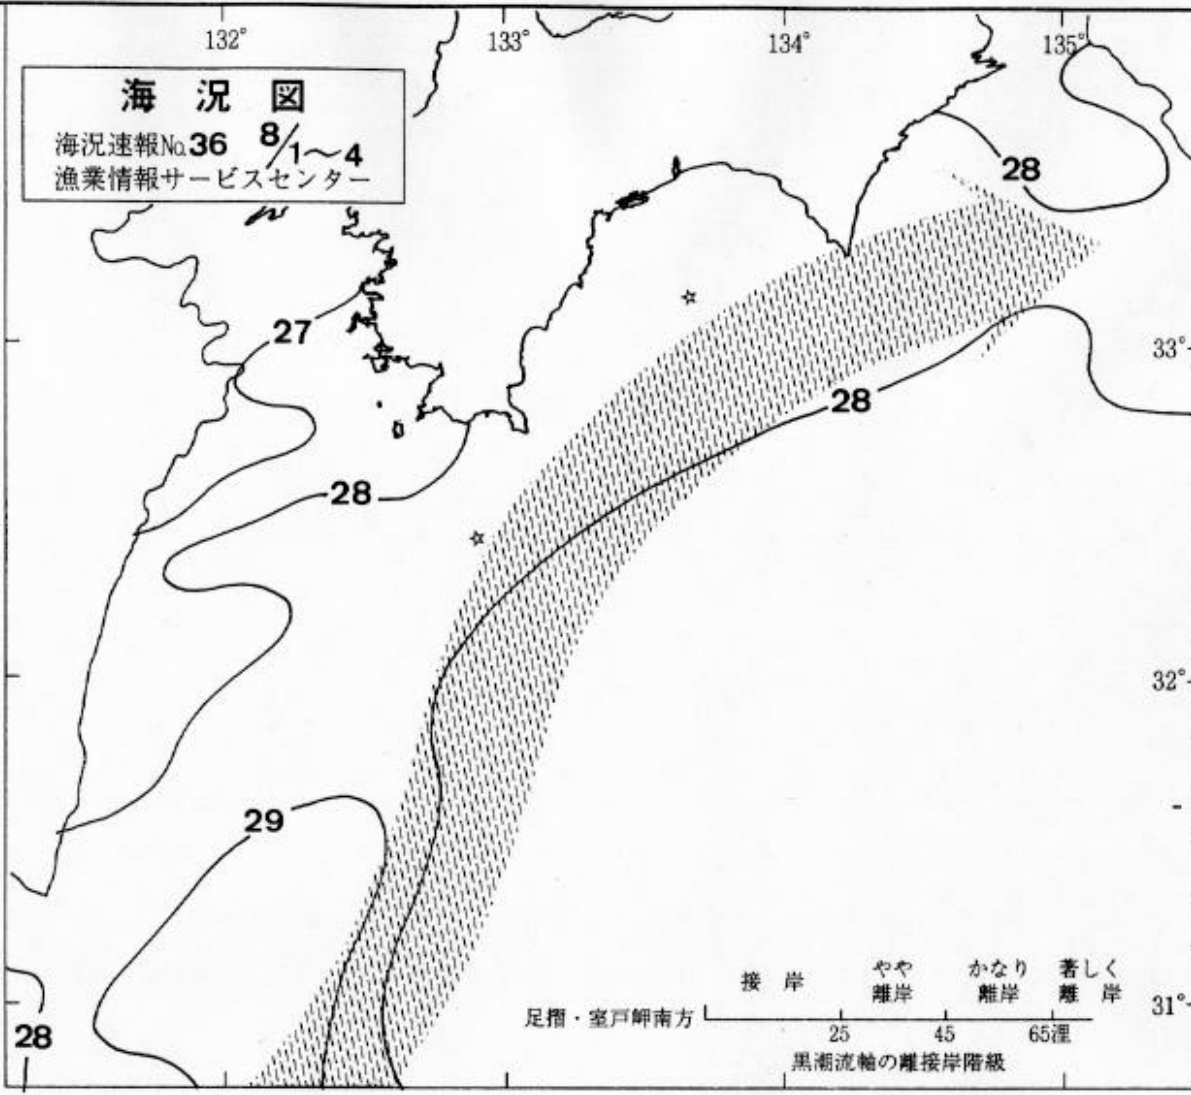 132° 133° 134° 135°
海況図
海況速報№36 8/1～4
漁業情報サービスセンター
28
27
33°
28
28
32°
29
接岸 やや離岸 かなり離岸 著しく離岸
31°
足摺・室戸岬南方
28
25 45 65浬
黒潮流軸の離接岸階級